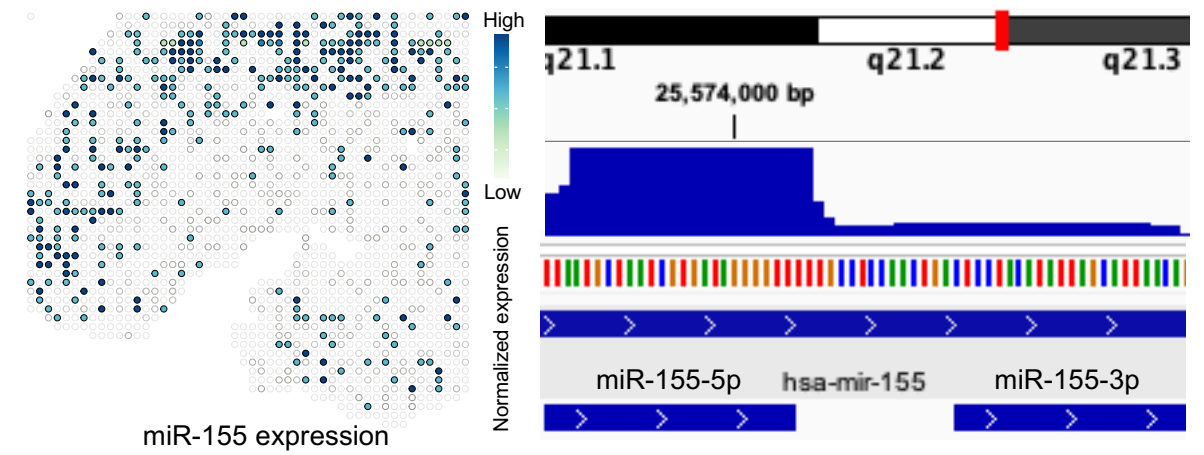 High
Low
Normalized expression
miR-155 expression
q21.1
q21.2
q21.3
25,574,000 bp
miR-155-5p
hsa-mir-155
miR-155-3p